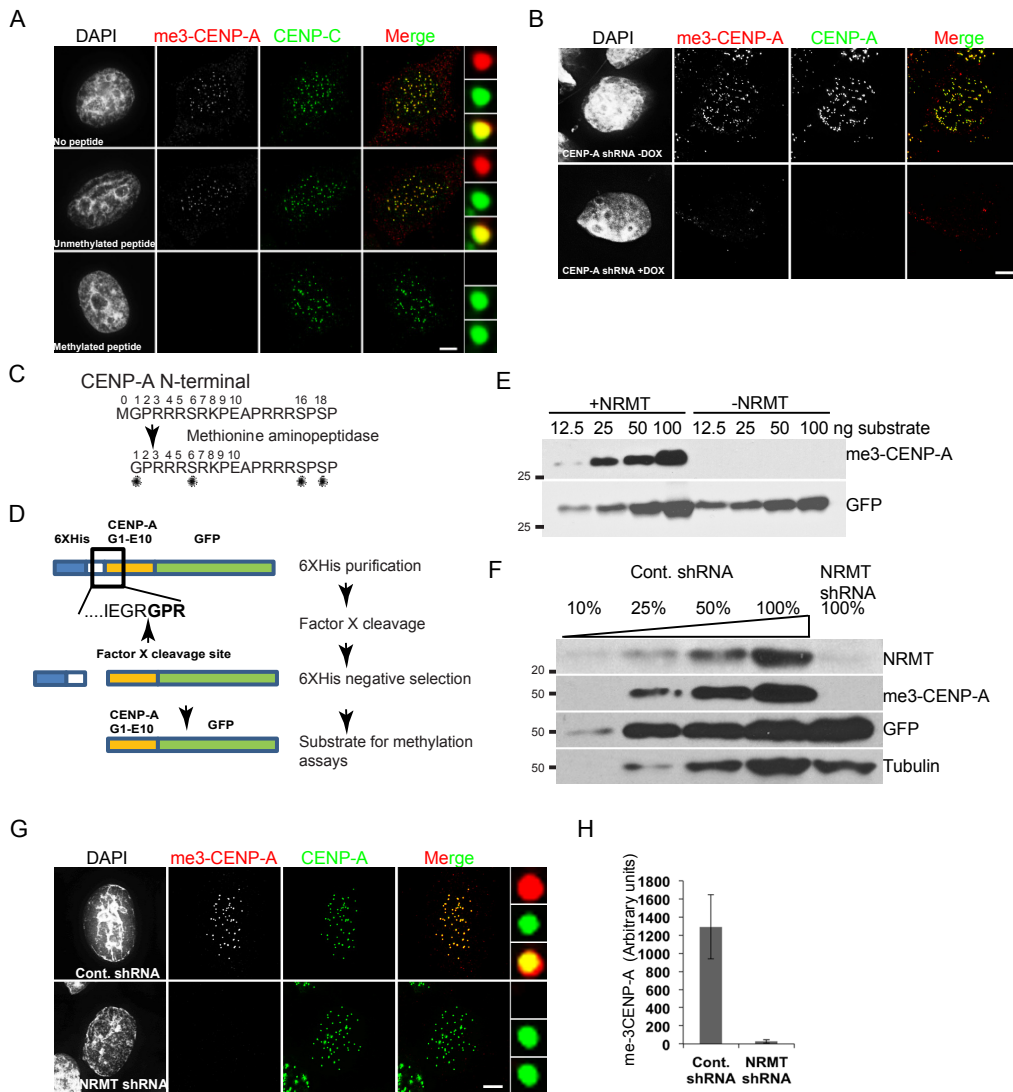 A
DAPI me3-CENP-A CENP-C Merge
No peptide
Unmethylated peptide
Methylated peptide
B
DAPI me3-CENP-A CENP-A Merge
CENP-A shRNA -DOX
CENP-A shRNA +DOX
C
CENP-A N-terminal
0 1 2 3 4 5 6 7 8 9 10 16 18
MGPRRRSRKPEAPRRRSPSP
Methionine aminopeptidase
1 2 3 4 5 6 7 8 9 10
GPRRRSRKPEAPRRRSPSP
D
6XHis CENP-A G1-E10 GFP
....IEGRGPR
Factor X cleavage site
CENP-A G1-E10 GFP
6XHis purification
Factor X cleavage
6XHis negative selection
Substrate for methylation assays
E
+NRMT -NRMT
12.5 25 50 100 12.5 25 50 100 ng substrate
me3-CENP-A
25
GFP
25
F
Cont. shRNA NRMT shRNA
10% 25% 50% 100% 100%
NRMT
20
me3-CENP-A
50
GFP
50
Tubulin
50
G
DAPI me3-CENP-A CENP-A Merge
Cont. shRNA
NRMT shRNA
H
me-3CENP-A (Arbitrary units)
1800
1600
1400
1200
1000
800
600
400
200
0
Cont. shRNA
NRMT shRNA